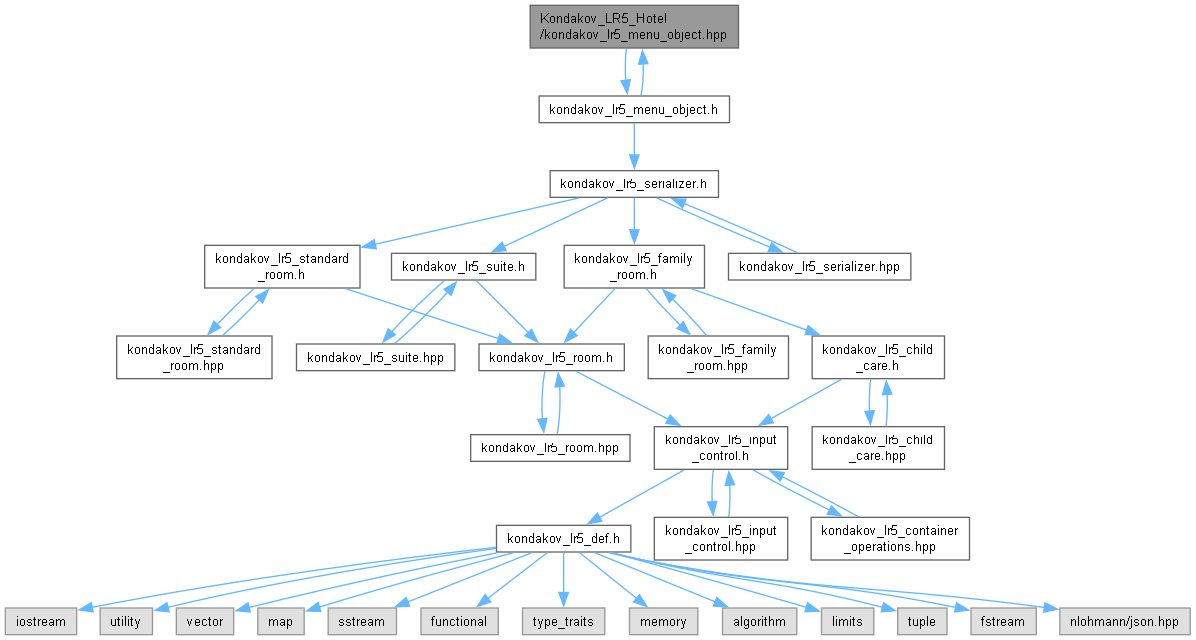 Kondakov_LR5_Hotel
/kondakov_lr5_menu_object.hpp
kondakov_lr5_menu_object.h
kondakov_lr5_serializer.h
kondakov_lr5_standard
_room.h
kondakov_lr5_suite.h
kondakov_lr5_family
_room.h
kondakov_lr5_serializer.hpp
kondakov_lr5_standard
_room.hpp
kondakov_lr5_suite.hpp
kondakov_lr5_room.h
kondakov_lr5_family
_room.hpp
kondakov_lr5_child
_care.h
kondakov_lr5_room.hpp
kondakov_lr5_input
_control.h
kondakov_lr5_child
_care.hpp
kondakov_lr5_def.h
kondakov_lr5_input
_control.hpp
kondakov_lr5_container
_operations.hpp
iostream
utility
vector
map
sstream
functional
type_traits
memory
algorithm
limits
tuple
fstream
nlohmann/json.hpp